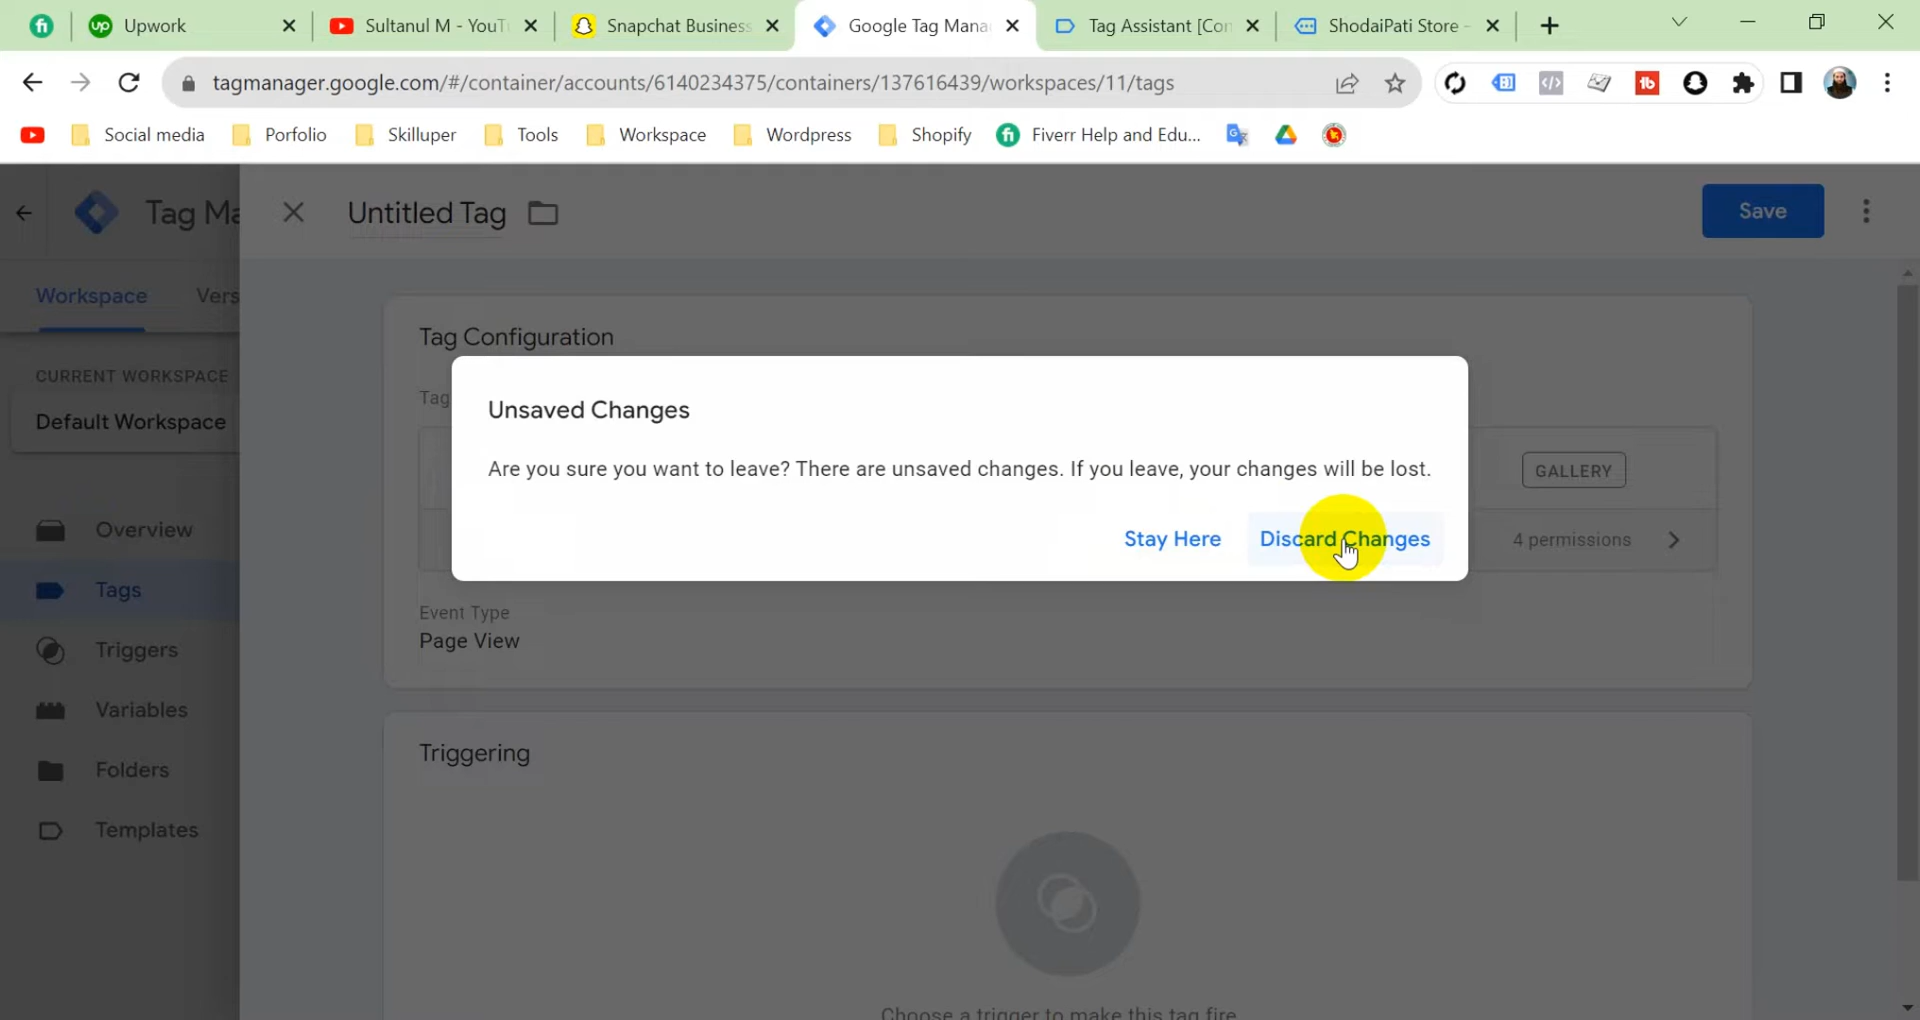 Upwork
Sultanul M - YouT
Snapchat Business
Google Tag Mana
Tag Assistant [Con
ShodaiPati Store -
tagmanager.google.com/#/container/accounts/6140234375/containers/137616439/workspaces/11/tags
Social media
Porfolio
Skilluper
Tools
Workspace
Wordpress
Shopify
Fiverr Help and Edu...
Tag Ma
Untitled Tag
Save
Workspace
Vers
Tag Configuration
CURRENT WORKSPACE
Default Workspace
Tag
Unsaved Changes
Are you sure you want to leave? There are unsaved changes. If you leave, your changes will be lost.
GALLERY
Stay Here
Discard Changes
4 permissions
Overview
Tags
Triggers
Variables
Folders
Templates
Event Type
Page View
Triggering
Choose a trigger to make this tag fire